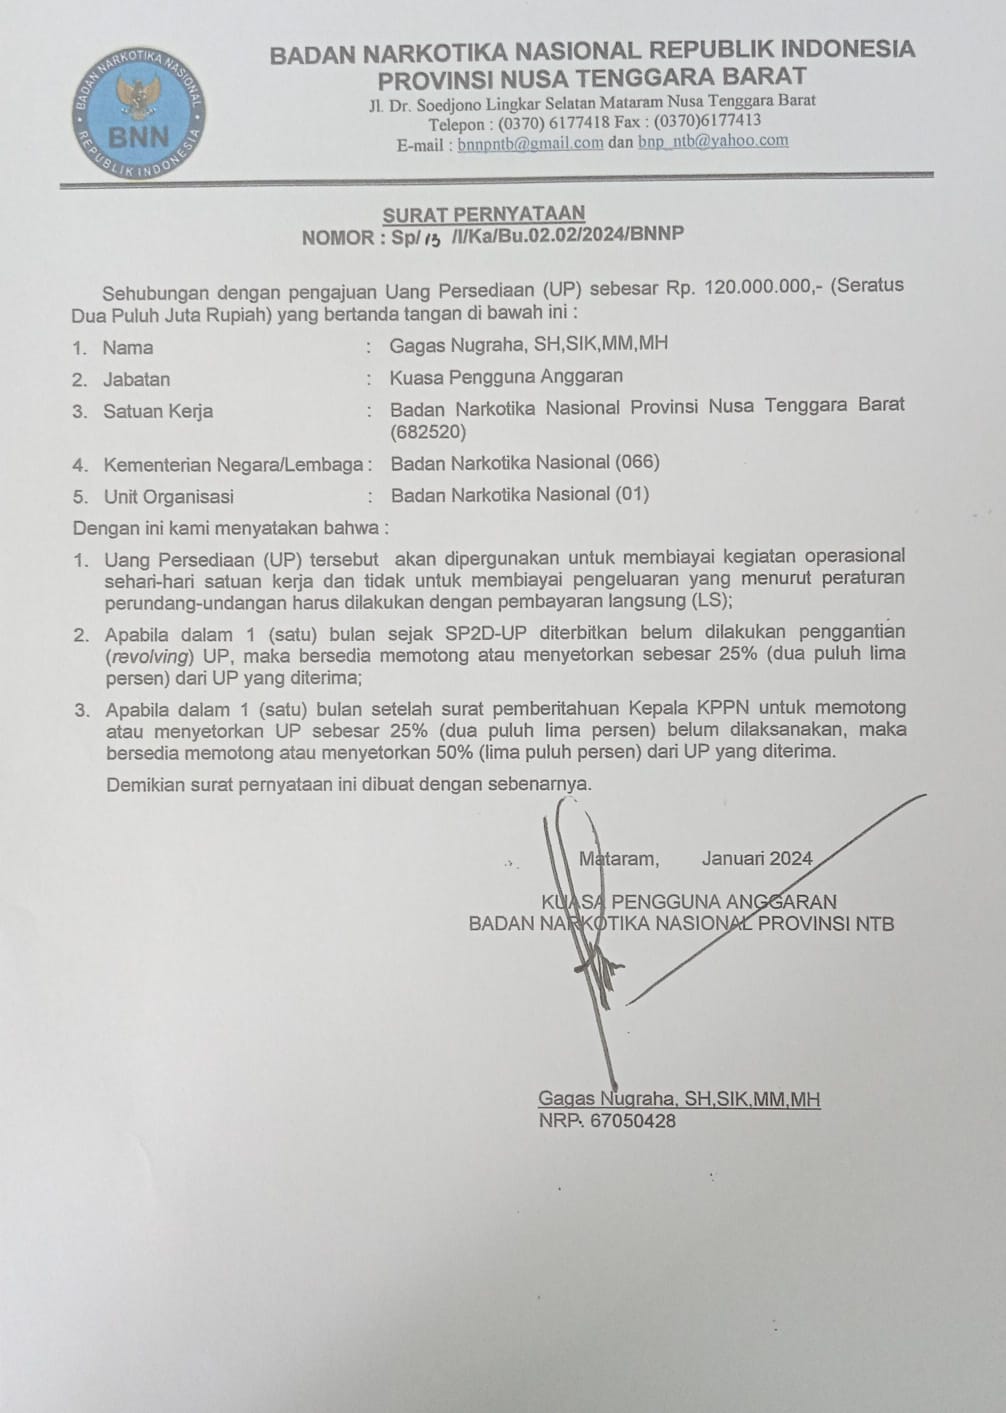 BADAN NARKOTIKA NASIONAL
BNN
REPUBLIK INDONESIA
BADAN NARKOTIKA NASIONAL REPUBLIK INDONESIA
PROVINSI NUSA TENGGARA BARAT
Jl. Dr. Soedjono Lingkar Selatan Mataram Nusa Tenggara Barat
Telepon : (0370) 6177418 Fax : (0370)6177413
E-mail : bnnpntb@gmail.com dan bnp_ntb@yahoo.com
SURAT PERNYATAAN
NOMOR : Sp/ 13 /I/Ka/Bu.02.02/2024/BNNP
Sehubungan dengan pengajuan Uang Persediaan (UP) sebesar Rp. 120.000.000,- (Seratus
Dua Puluh Juta Rupiah) yang bertanda tangan di bawah ini :
1. Nama : Gagas Nugraha, SH,SIK,MM,MH
2. Jabatan : Kuasa Pengguna Anggaran
3. Satuan Kerja : Badan Narkotika Nasional Provinsi Nusa Tenggara Barat
(682520)
4. Kementerian Negara/Lembaga : Badan Narkotika Nasional (066)
5. Unit Organisasi : Badan Narkotika Nasional (01)
Dengan ini kami menyatakan bahwa :
1. Uang Persediaan (UP) tersebut akan dipergunakan untuk membiayai kegiatan operasional
sehari-hari satuan kerja dan tidak untuk membiayai pengeluaran yang menurut peraturan
perundang-undangan harus dilakukan dengan pembayaran langsung (LS);
2. Apabila dalam 1 (satu) bulan sejak SP2D-UP diterbitkan belum dilakukan penggantian
(revolving) UP, maka bersedia memotong atau menyetorkan sebesar 25% (dua puluh lima
persen) dari UP yang diterima;
3. Apabila dalam 1 (satu) bulan setelah surat pemberitahuan Kepala KPPN untuk memotong
atau menyetorkan UP sebesar 25% (dua puluh lima persen) belum dilaksanakan, maka
bersedia memotong atau menyetorkan 50% (lima puluh persen) dari UP yang diterima.
Demikian surat pernyataan ini dibuat dengan sebenarnya.
Mataram, Januari 2024
KUASA PENGGUNA ANGGARAN
BADAN NARKOTIKA NASIONAL PROVINSI NTB
Gagas Nugraha, SH,SIK,MM,MH
NRP. 67050428